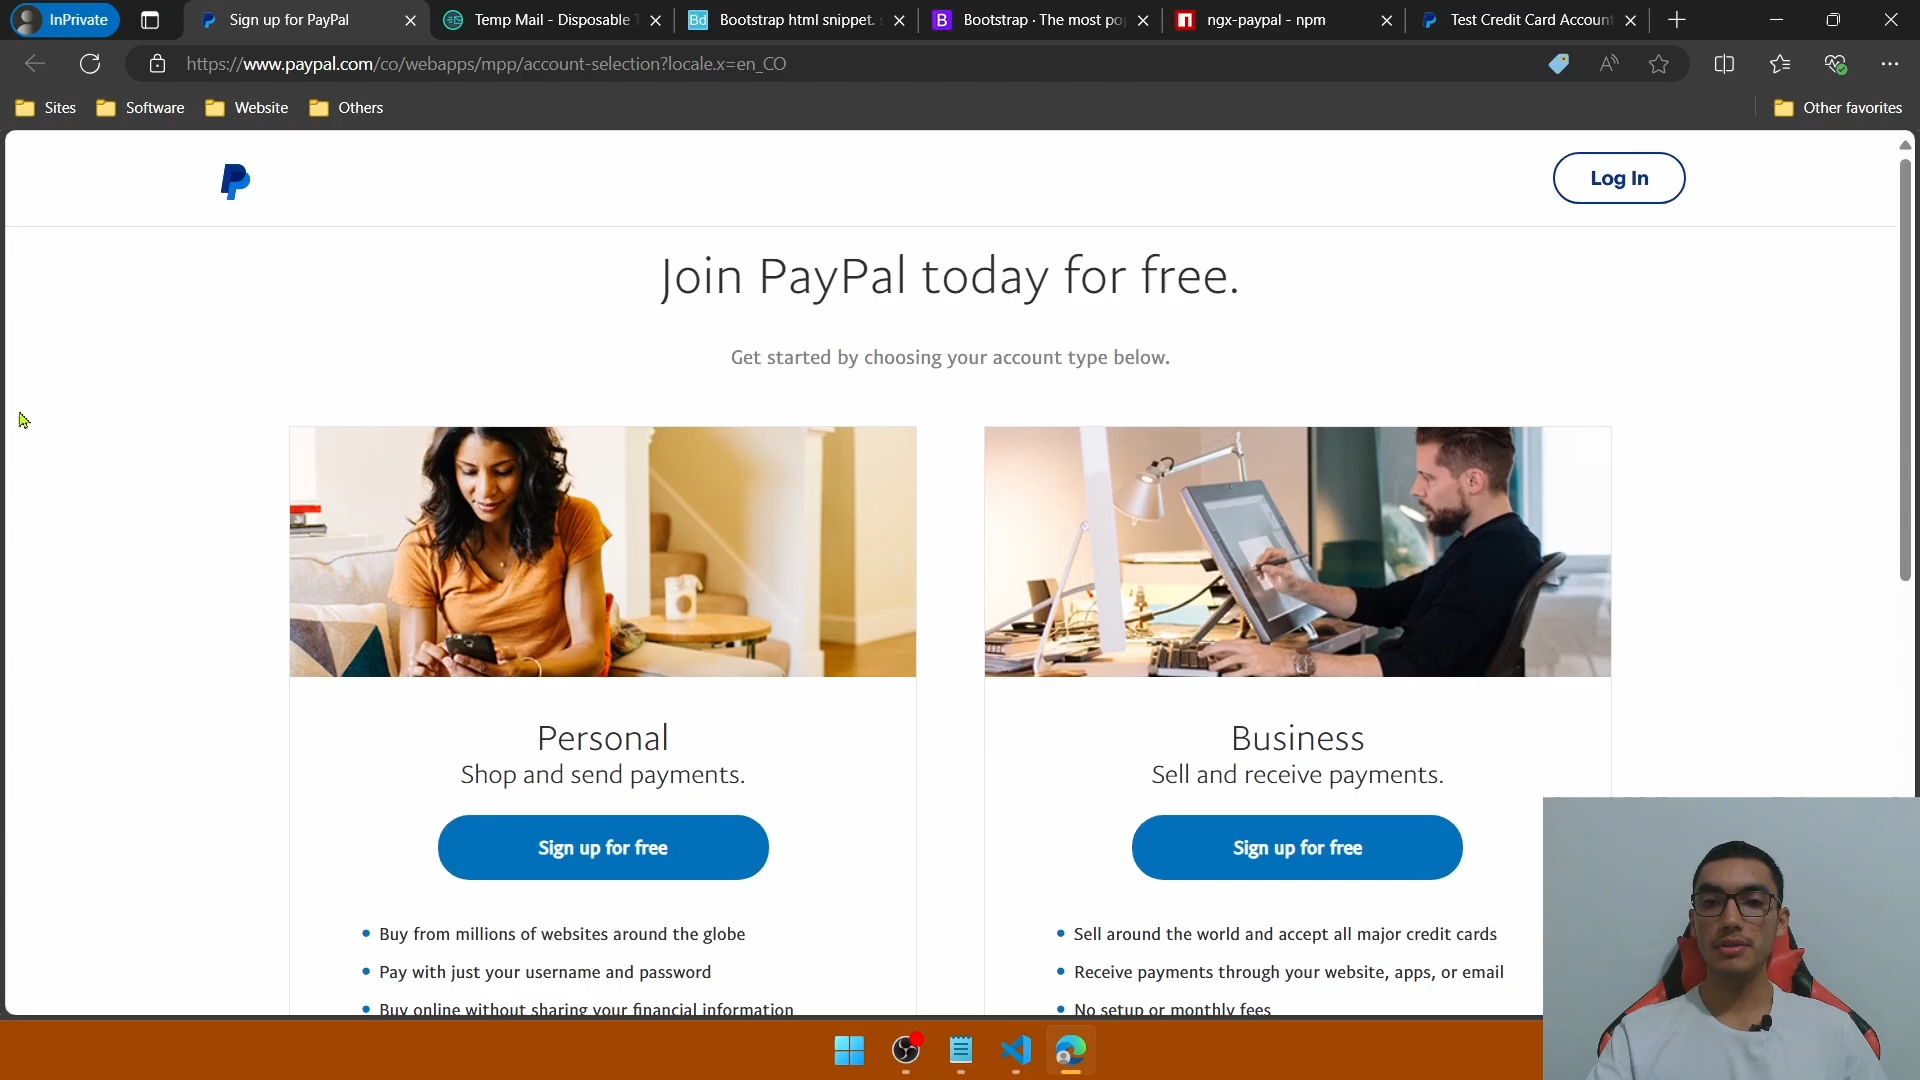 InPrivate
Sign up for PayPal
Temp Mail - Disposable
Bootstrap html snippet.
Bootstrap · The most po
ngx-paypal - npm
Test Credit Card Account
https://www.paypal.com/co/webapps/mpp/account-selection?locale.x=en_CO
Sites
Software
Website
Others
Other favorites
Log In
Join PayPal today for free.
Get started by choosing your account type below.
Personal
Shop and send payments.
Sign up for free
Buy from millions of websites around the globe
Pay with just your username and password
Buy online without sharing your financial information
Business
Sell and receive payments.
Sign up for free
Sell around the world and accept all major credit cards
Receive payments through your website, apps, or email
No setup or monthly fees